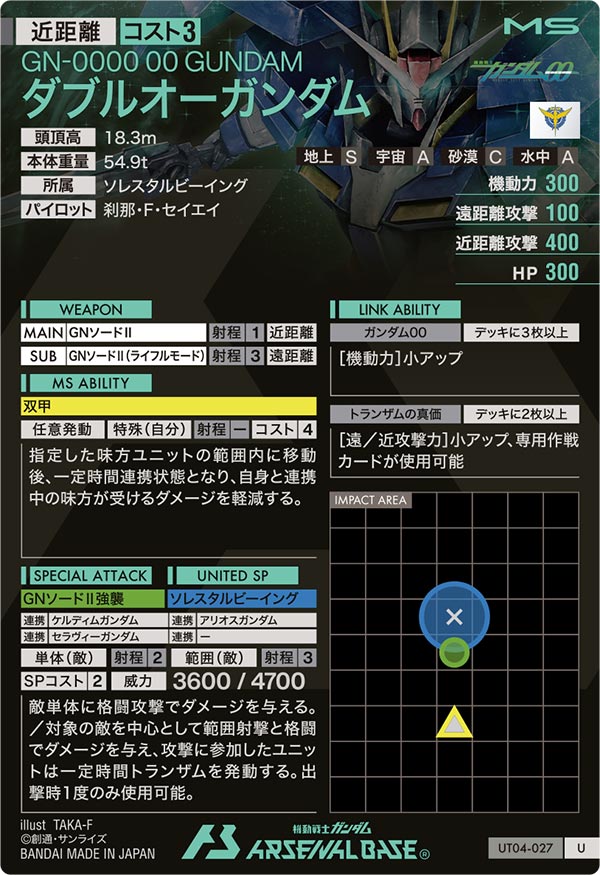 近距離 コスト3 MS
GN-0000 00 GUNDAM
機動戦士ガンダム00
ダブルオーガンダム
頭頂高 18.3m
本体重量 54.9t
所属 ソレスタルビーイング
パイロット 刹那・F・セイエイ
地上 S 宇宙 A 砂漠 C 水中 A
機動力 300
遠距離攻撃 100
近距離攻撃 400
HP 300
WEAPON
MAIN GNソードⅡ 射程 1 近距離
SUB GNソードⅡ(ライフルモード) 射程 3 遠距離
MS ABILITY
双甲
任意発動 特殊(自分) 射程 ー コスト 4
指定した味方ユニットの範囲内に移動
後、一定時間連携状態となり、自身と連携
中の味方が受けるダメージを軽減する。
LINK ABILITY
ガンダム00 デッキに3枚以上
[機動力]小アップ
トランザムの真価 デッキに2枚以上
[遠/近攻撃力]小アップ、専用作戦
カードが使用可能
IMPACT AREA
SPECIAL ATTACK UNITED SP
GNソードⅡ強襲 ソレスタルビーイング
連携 ケルディムガンダム 連携 アリオスガンダム
連携 セラヴィーガンダム 連携 ー
単体(敵) 射程 2 範囲(敵) 射程 3
SPコスト 2 威力 3600 / 4700
敵単体に格闘攻撃でダメージを与える。
/対象の敵を中心として範囲射撃と格闘
でダメージを与え、攻撃に参加したユニッ
トは一定時間トランザムを発動する。出
撃時1度のみ使用可能。
illust TAKA-F
©創通・サンライズ
BANDAI MADE IN JAPAN
機動戦士ガンダム
ARSENAL BASE®
UT04-027 U